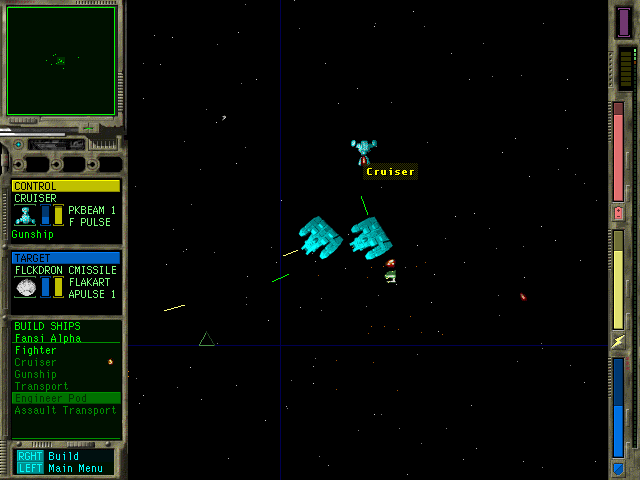 CONTROL
CRUISER
PKBEAM 1
F PULSE
Gunship
TARGET
FLCKDRON CMISSILE
FLAKART
APULSE 1
BUILD SHIPS
Fansi Alpha
Fighter
Cruiser
Gunship
Transport
Engineer Pod
Assault Transport
RGHT Build
LEFT Main Menu
Cruiser